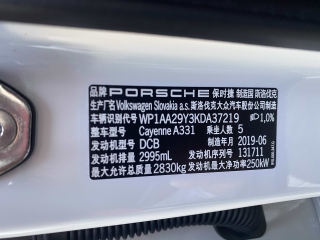 品牌 PORSCHE 保时捷 制造国 斯洛伐克
生产厂名 Volkswagen Slovakia a.s. 斯洛伐克大众汽车股份公司制造
车辆识别代号 WP1AA29Y3KDA37219 1,0%
整车型号 Cayenne A331 乘坐人数 5
发动机型号 DCB 制造年月 2019-06
发动机排量 2995mL 发动机序列号 131711
最大允许总质量 2830kg 发动机最大净功率 250kW